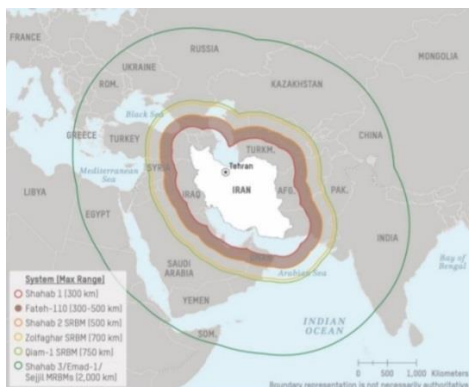 FRANCE
RUSSIA
MONGOLIA
UKRAINE
KAZAKHSTAN
ROM.
Black Sea
GREECE
TURKEY
TURKM.
CHINA
Tehran
Mediterranean
Sea
SYRIA
IRAQ
IRAN
AFG.
PAK.
LIBYA
EGYPT
SAUDI
ARABIA
OMAN
Arabian Sea
INDIA
Bay of
Bengal
YEMEN
SOM.
INDIAN
OCEAN
System (Max Range)
Shahab 1 (300 km)
Fateh-110 (300-500 km)
Shahab 2 SRBM (500 km)
Zolfaghar SRBM (700 km)
Qiam-1 SRBM (750 km)
Shahab 3/Emad-1/
Sejjil MRBMs (2,000 km)
0 500 1,000 Kilometers
Boundary representation is not necessarily authoritative